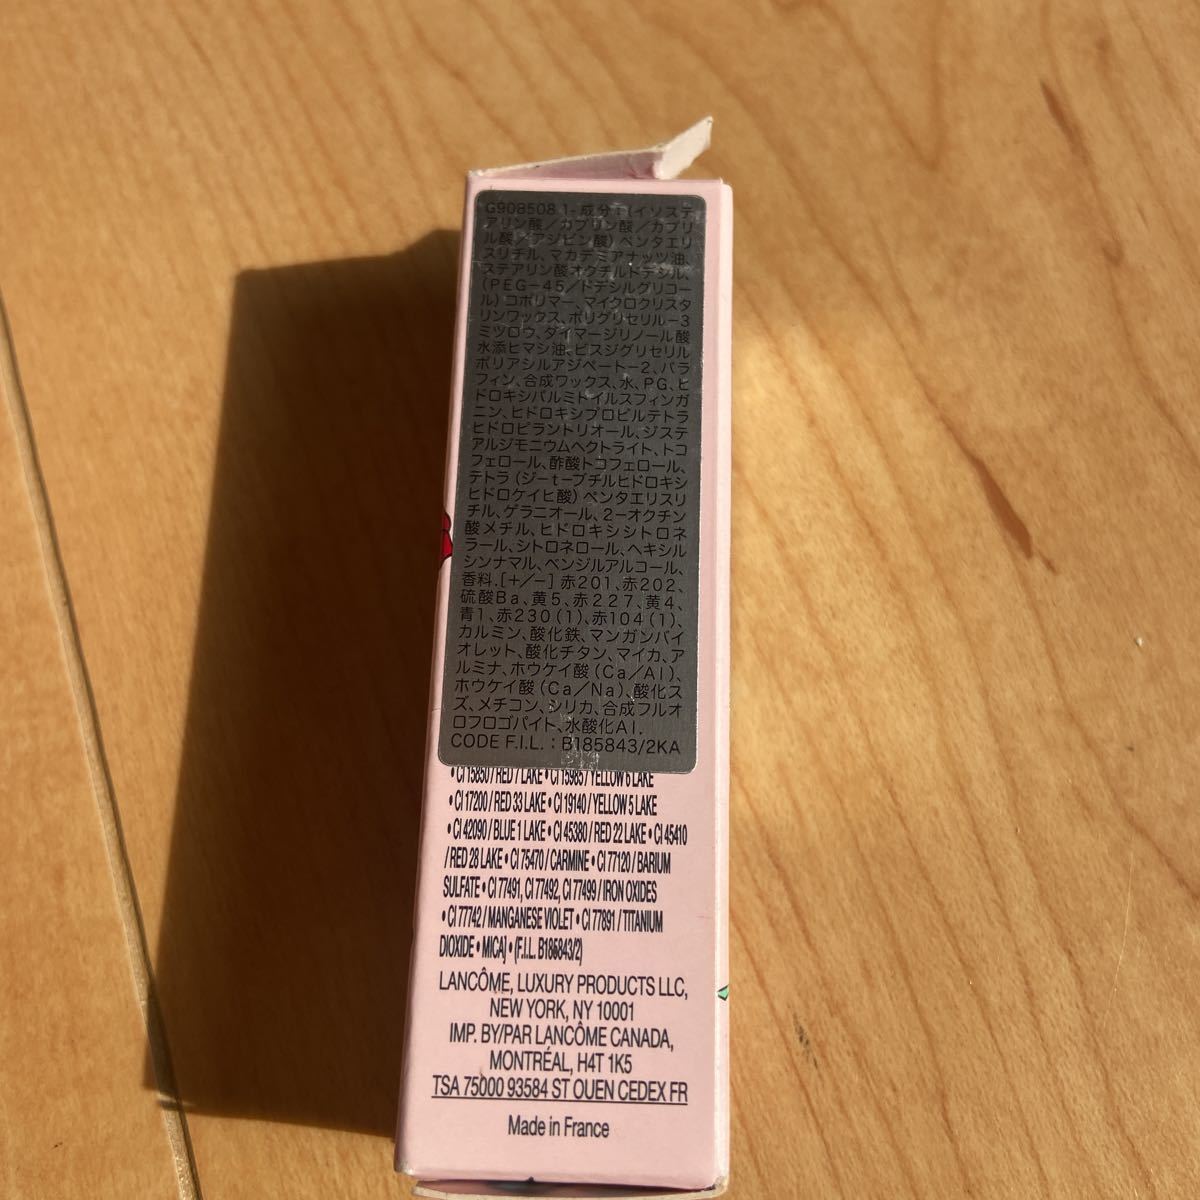 G908508 1- 成分：(イソステ
アリン酸／カプリン酸／カプリ
ル酸／アジピン酸)ペンタエリ
スリチル、マカデミアナッツ油、
ステアリン酸オクチルドデシル、
(PEG－45／ドデシルグリコー
ル)コポリマー、マイクロクリスタ
リンワックス、ポリグリセリル－3
ミツロウ、ダイマージリノール酸
水添ヒマシ油、ビスジグリセリル
ポリアシルアジペート－2、パラ
フィン、合成ワックス、水、PG、ヒ
ドロキシパルミトイルスフィンガ
ニン、ヒドロキシプロピルテトラ
ヒドロピラントリオール、ジステ
アルジモニウムヘクトライト、トコ
フェロール、酢酸トコフェロール、
テトラ(ジーtーブチルヒドロキシ
ヒドロケイヒ酸)ペンタエリスリ
チル、ゲラニオール、2ーオクチン
酸メチル、ヒドロキシシトロネ
ラール、シトロネロール、ヘキシル
シンナマル、ベンジルアルコール、
香料.[+/－]赤201、赤202、
硫酸Ba、黄5、赤227、黄4、
青1、赤230(1)、赤104(1)、
カルミン、酸化鉄、マンガンバイ
オレット、酸化チタン、マイカ、ア
ルミナ、ホウケイ酸(Ca／Al)、
ホウケイ酸(Ca／Na)、酸化ス
ズ、メチコン、シリカ、合成フルオ
ロフロゴパイト、水酸化Al.
CODE F.I.L. : B185843/2KA
• CI 15850 / RED 7 LAKE • CI 15985 / YELLOW 6 LAKE
• CI 17200 / RED 33 LAKE • CI 19140 / YELLOW 5 LAKE
• CI 42090 / BLUE 1 LAKE • CI 45380 / RED 22 LAKE • CI 45410
/ RED 28 LAKE • CI 75470 / CARMINE • CI 77120 / BARIUM
SULFATE • CI 77491, CI 77492, CI 77499 / IRON OXIDES
• CI 77742 / MANGANESE VIOLET • CI 77891 / TITANIUM
DIOXIDE • MICA] • (F.I.L. B185843/2)
LANCÔME, LUXURY PRODUCTS LLC,
NEW YORK, NY 10001
IMP. BY/PAR LANCÔME CANADA,
MONTRÉAL, H4T 1K5
TSA 75000 93584 ST OUEN CEDEX FR
Made in France